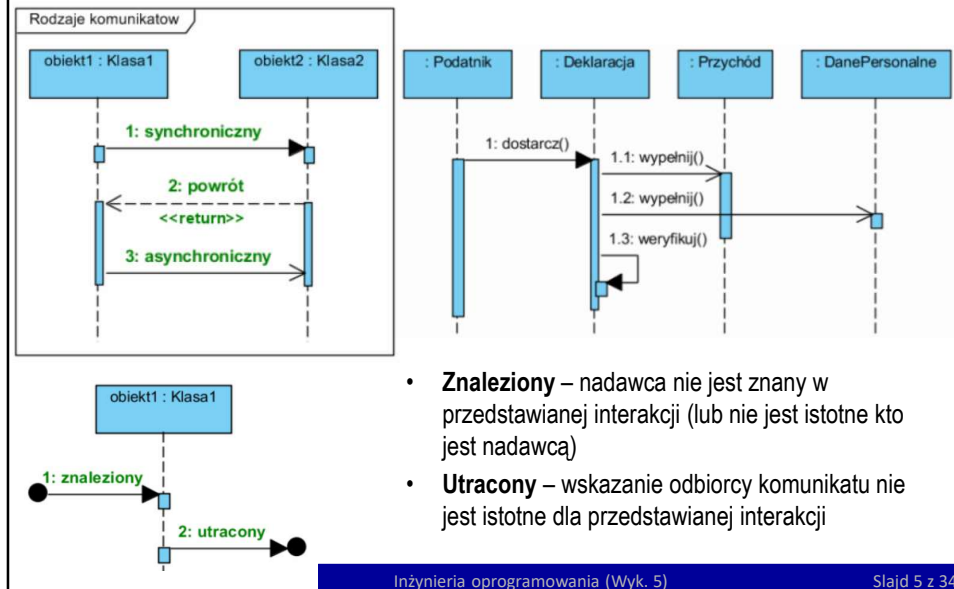 Rodzaje komunikatow
obiekt1 : Klasa1
obiekt2 : Klasa2
1: synchroniczny
2: powrót
<<return>>
3: asynchroniczny
: Podatnik
: Deklaracja
: Przychód
: DanePersonalne
1: dostarcz()
1.1: wypełnij()
1.2: wypełnij()
1.3: weryfikuj()
obiekt1 : Klasa1
1: znaleziony
2: utracony
• Znaleziony – nadawca nie jest znany w
przedstawianej interakcji (lub nie jest istotne kto
jest nadawcą)
• Utracony – wskazanie odbiorcy komunikatu nie
jest istotne dla przedstawianej interakcji
Inżynieria oprogramowania (Wyk. 5)
Slajd 5 z 34